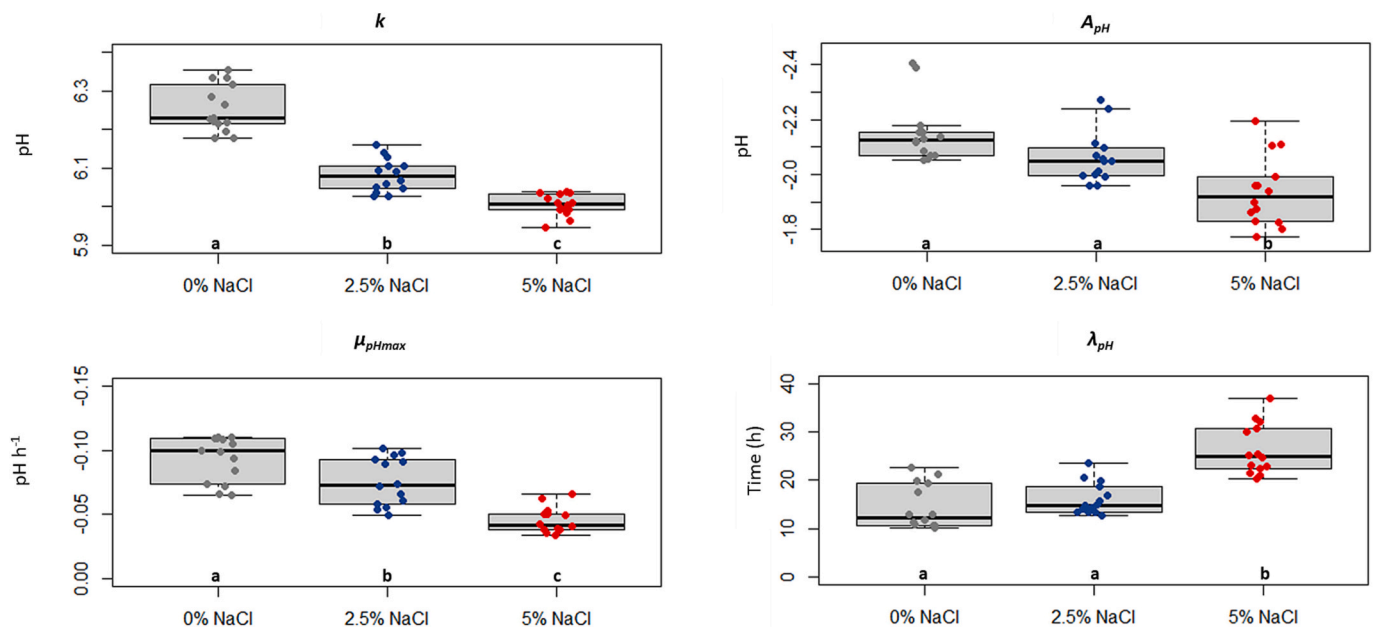 k
pH
6.3
6.1
5.9
a
b
c
0% NaCl
2.5% NaCl
5% NaCl
A_pH
pH
-2.4
-2.2
-2.0
-1.8
a
a
b
0% NaCl
2.5% NaCl
5% NaCl
μ_pHmax
pH h⁻¹
-0.15
-0.10
-0.05
0.00
a
b
c
0% NaCl
2.5% NaCl
5% NaCl
λ_pH
Time (h)
40
30
20
10
0
a
a
b
0% NaCl
2.5% NaCl
5% NaCl